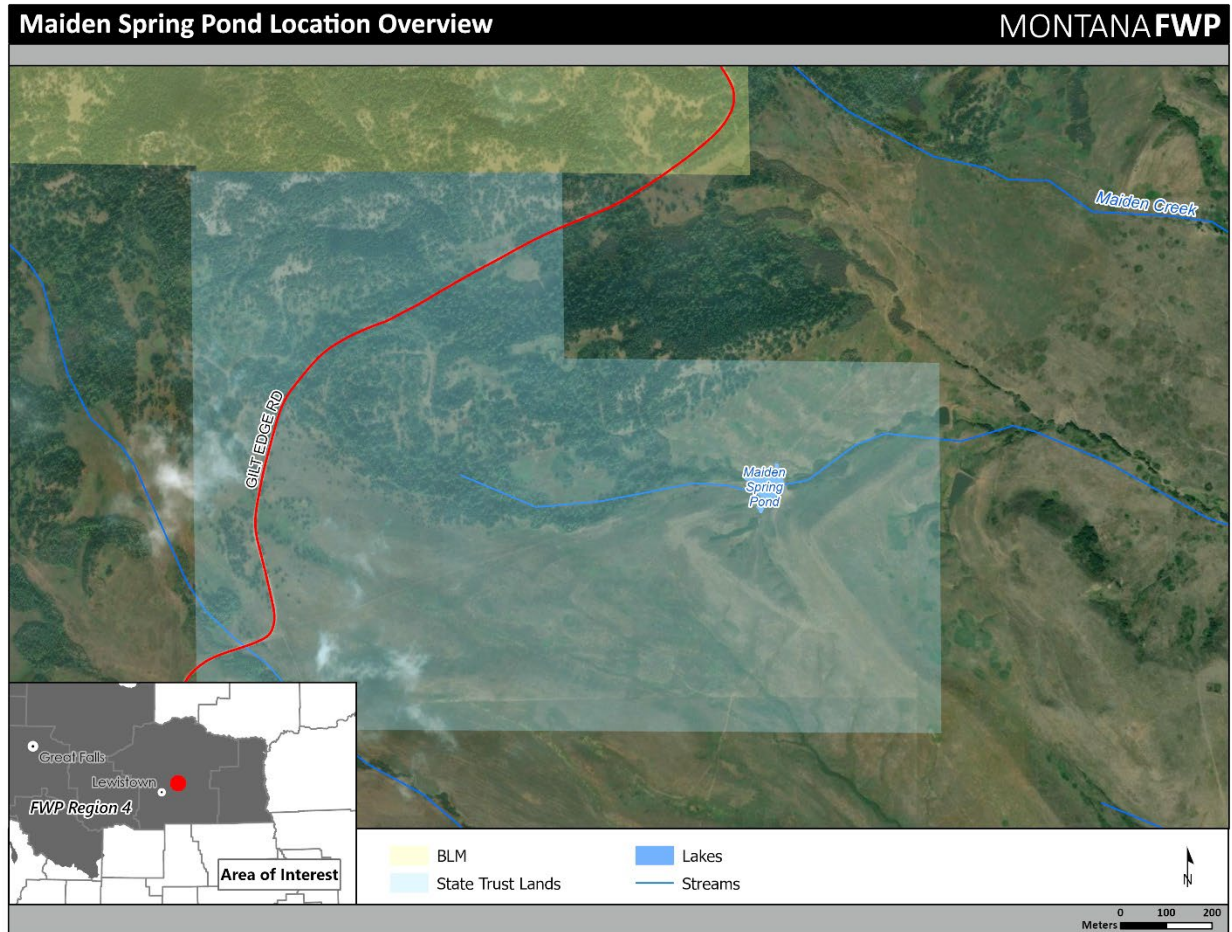 Maiden Spring Pond Location Overview
MONTANA FWP
Maiden Creek
GILT EDGE RD
Maiden
Spring
Pond
Great Falls
Lewistown
FWP Region 4
Area of Interest
BLM
State Trust Lands
Lakes
Streams
N
0 100 200
Meters